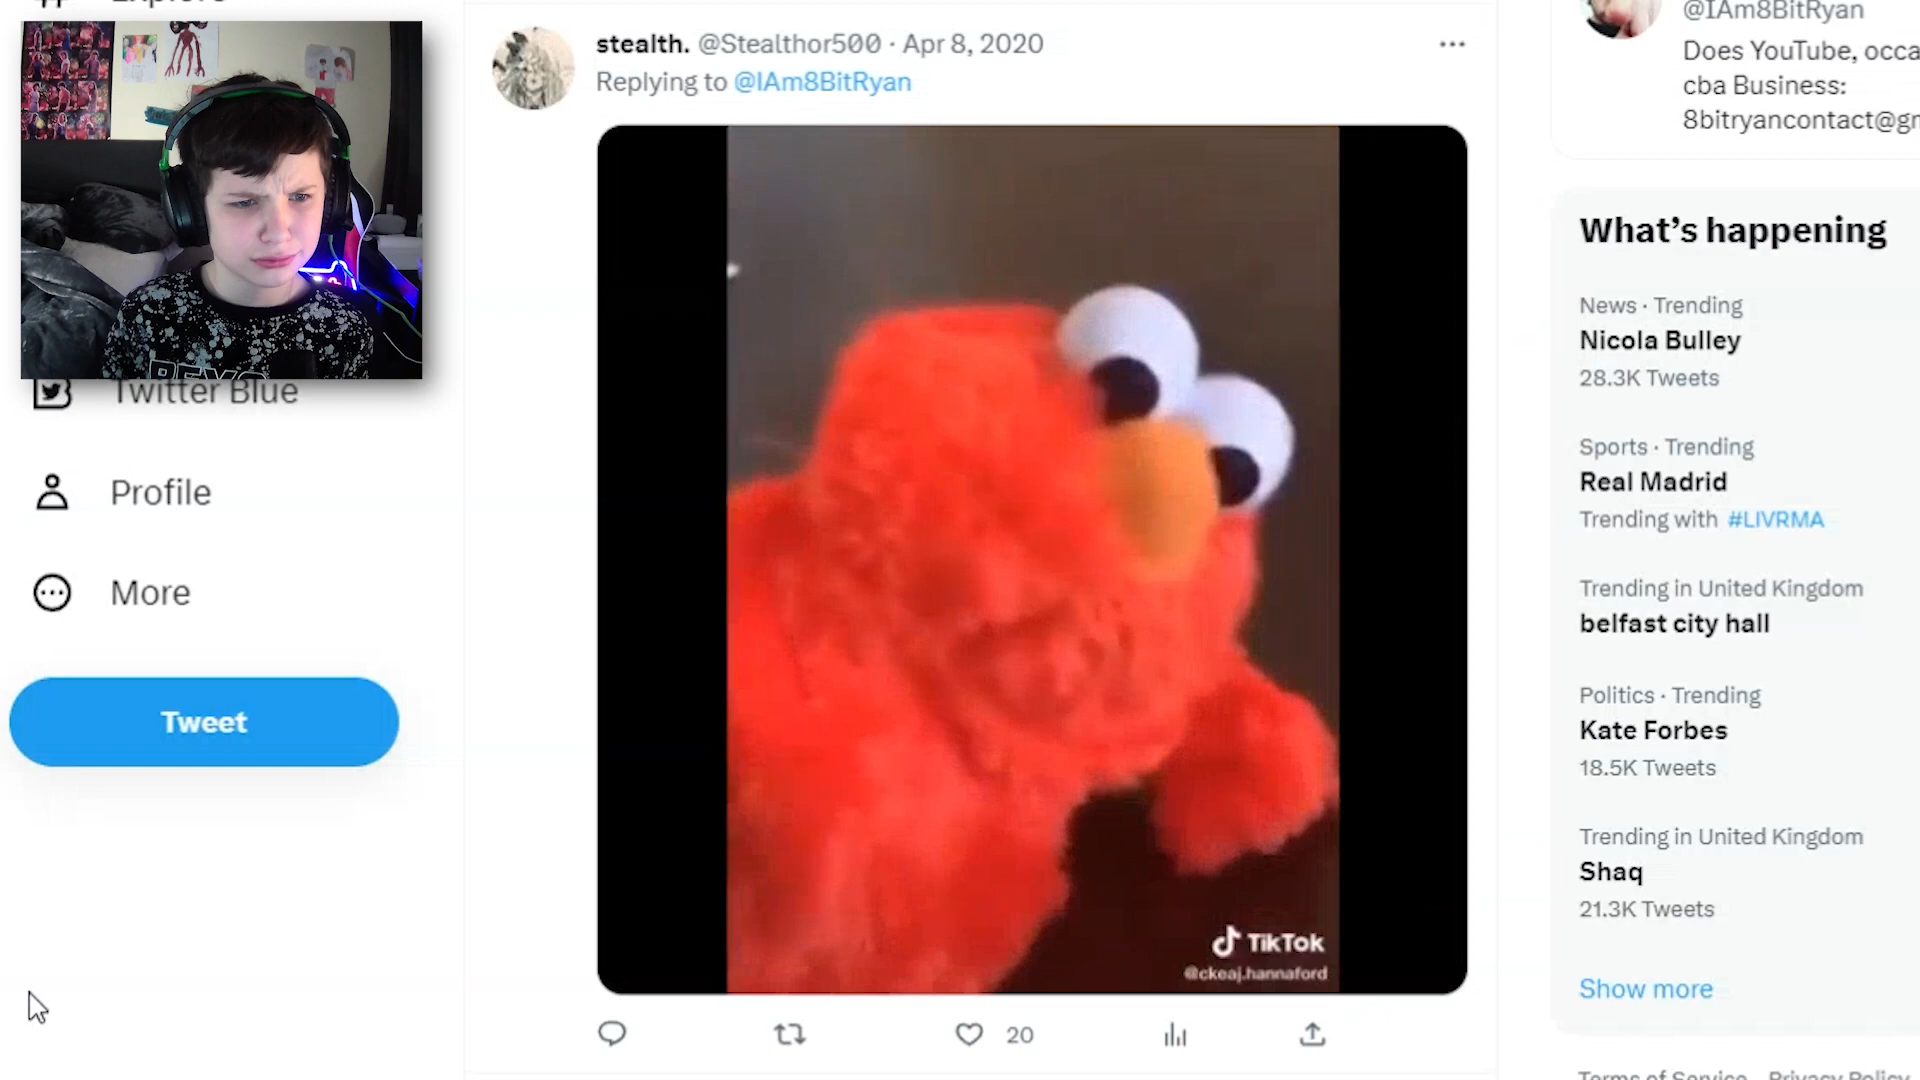 Explore
Twitter Blue
Profile
More
Tweet
stealth. @Stealthor500 · Apr 8, 2020
Replying to @IAm8BitRyan
TikTok
@ckeaj.hannaford
20
@IAm8BitRyan
Does YouTube, occa
cba Business:
8bitryancontact@gm
What's happening
News · Trending
Nicola Bulley
28.3K Tweets
Sports · Trending
Real Madrid
Trending with #LIVRMA
Trending in United Kingdom
belfast city hall
Politics · Trending
Kate Forbes
18.5K Tweets
Trending in United Kingdom
Shaq
21.3K Tweets
Show more
Terms of Service Privacy Policy